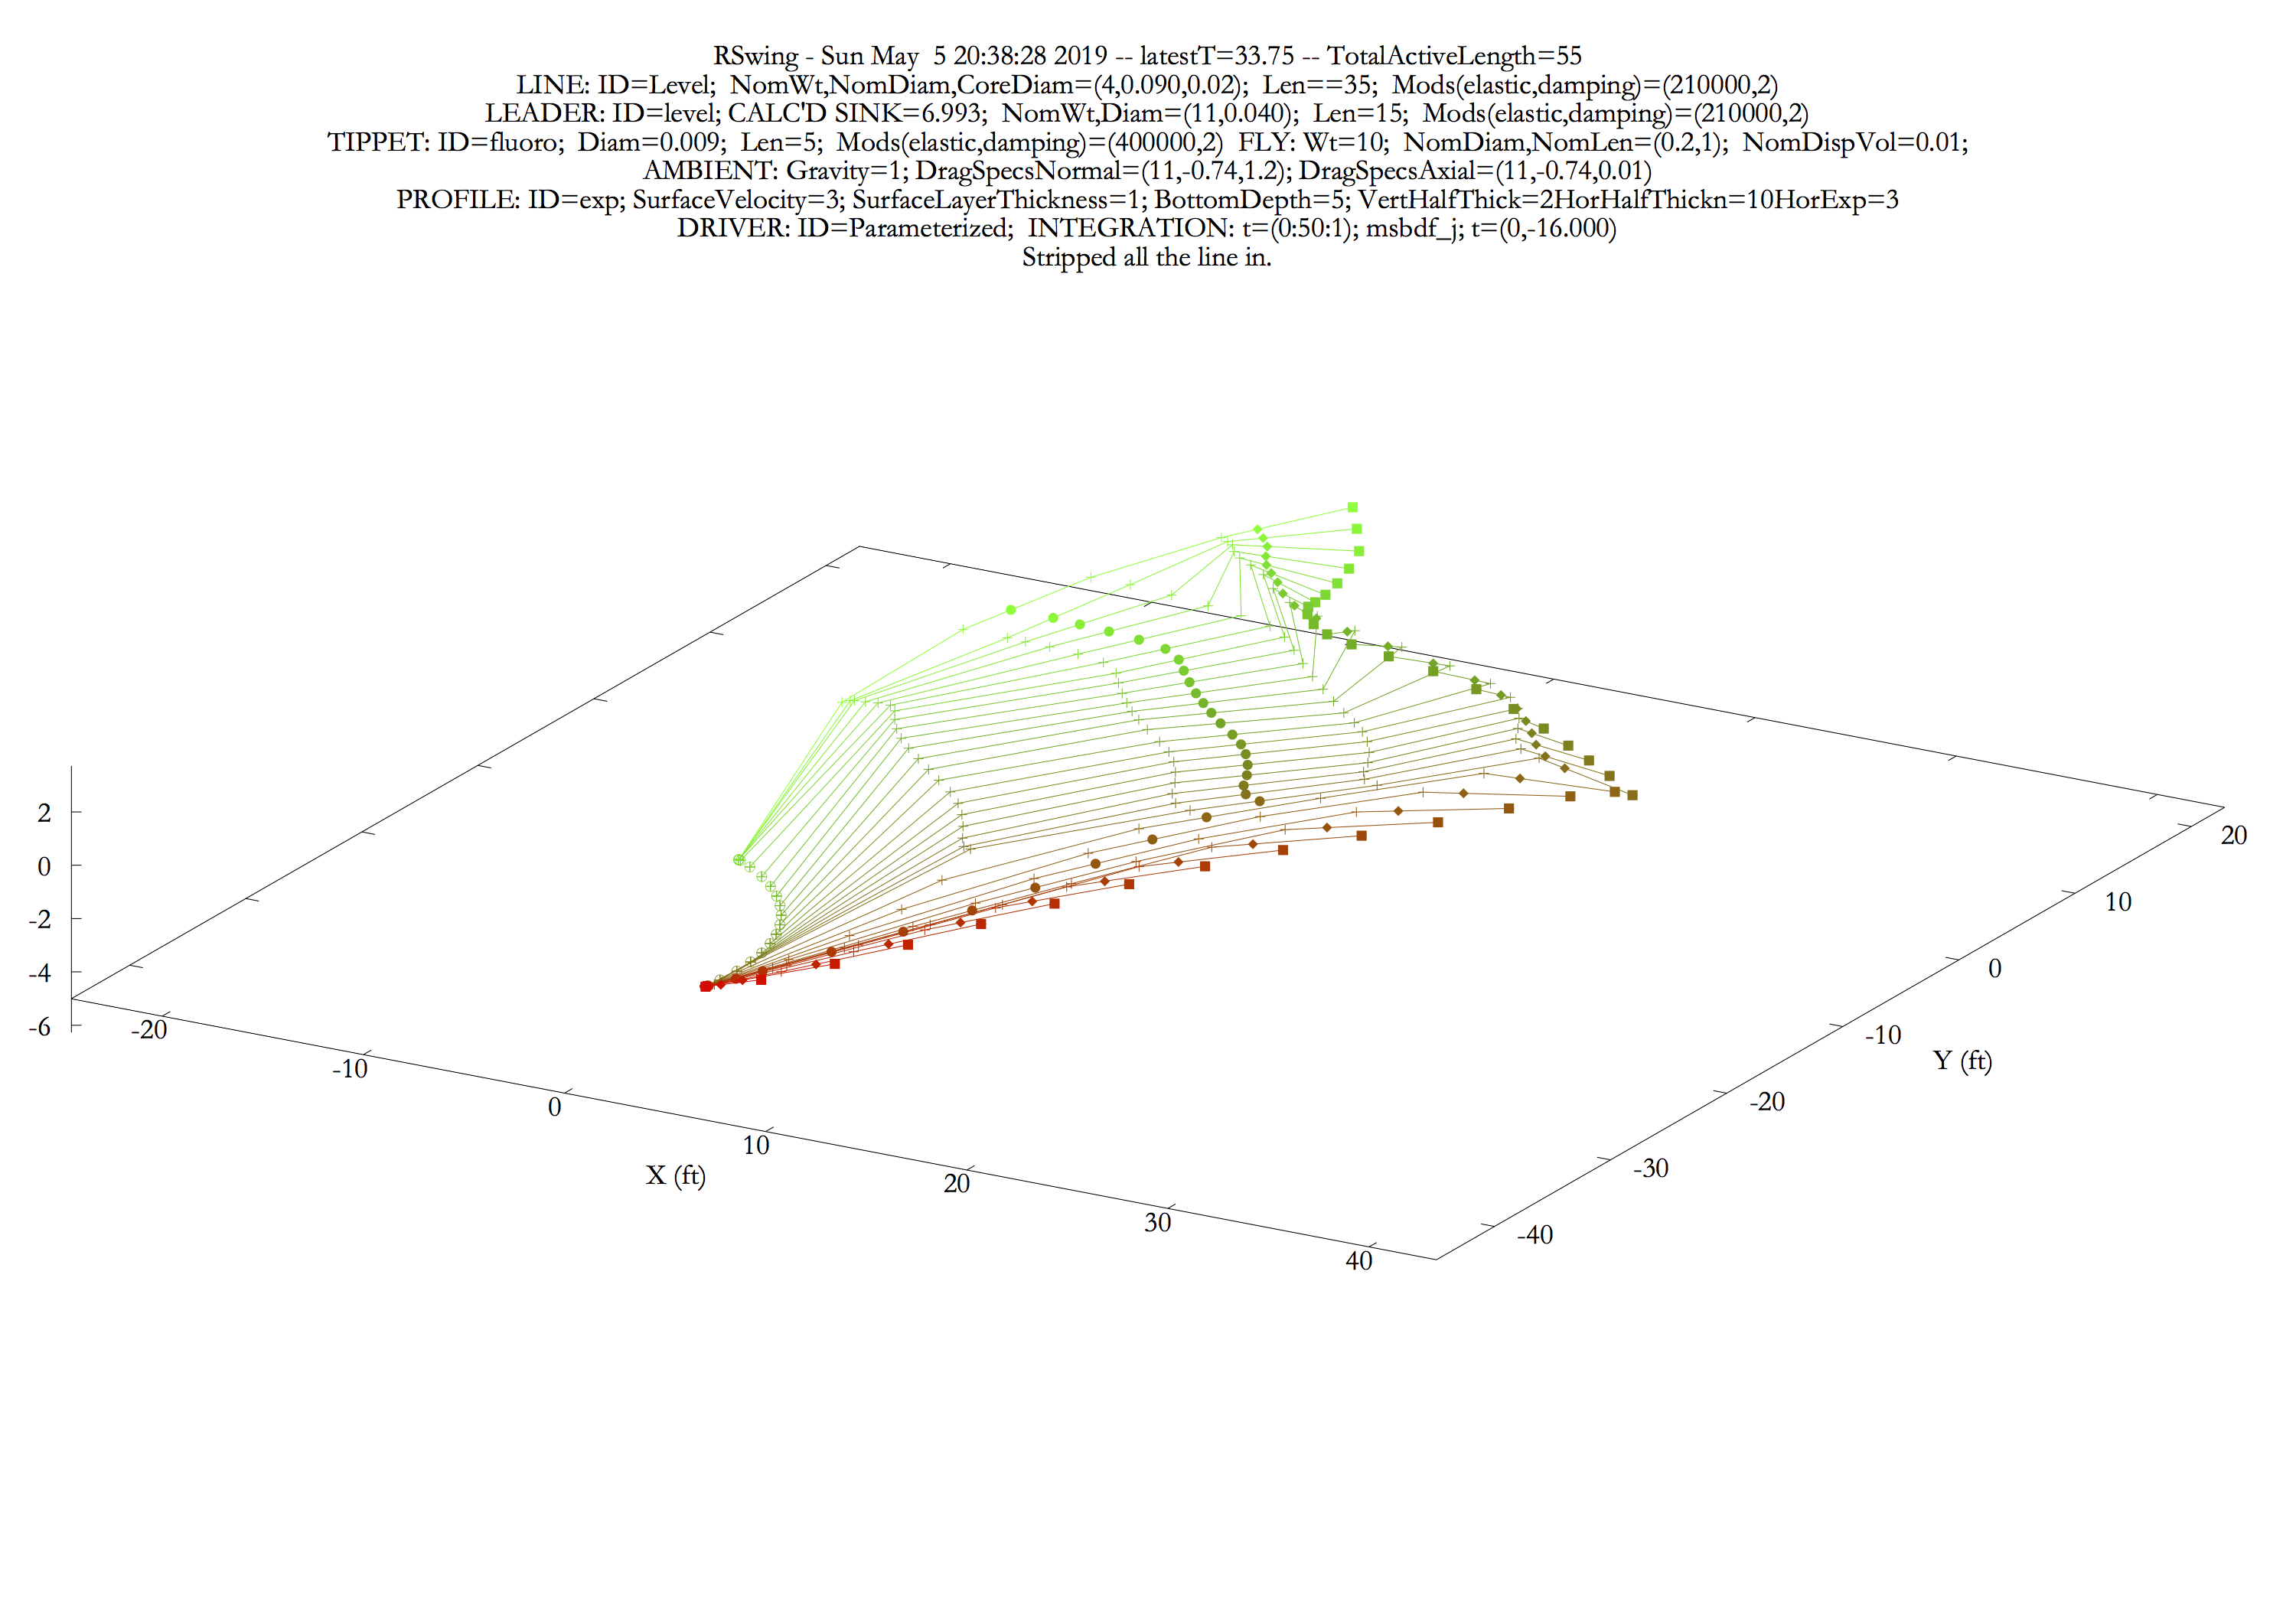 RSwing - Sun May  5 20:38:28 2019 -- latestT=33.75 -- TotalActiveLength=55
LINE: ID=Level;  NomWt,NomDiam,CoreDiam=(4,0.090,0.02);  Len==35;  Mods(elastic,damping)=(210000,2)
LEADER: ID=level; CALC'D SINK=6.993;  NomWt,Diam=(11,0.040);  Len=15;  Mods(elastic,damping)=(210000,2)
TIPPET: ID=fluoro;  Diam=0.009;  Len=5;  Mods(elastic,damping)=(400000,2)  FLY: Wt=10;  NomDiam,NomLen=(0.2,1);  NomDispVol=0.01;
AMBIENT: Gravity=1; DragSpecsNormal=(11,-0.74,1.2); DragSpecsAxial=(11,-0.74,0.01)
PROFILE: ID=exp; SurfaceVelocity=3; SurfaceLayerThickness=1; BottomDepth=5; VertHalfThick=2HorHalfThickn=10HorExp=3
DRIVER: ID=Parameterized;  INTEGRATION: t=(0:50:1); msbdf_j; t=(0,-16.000)
Stripped all the line in.
2
0
-2
-4
-6
-20
-10
0
10
20
30
40
X (ft)
20
10
0
-10
-20
-30
-40
Y (ft)